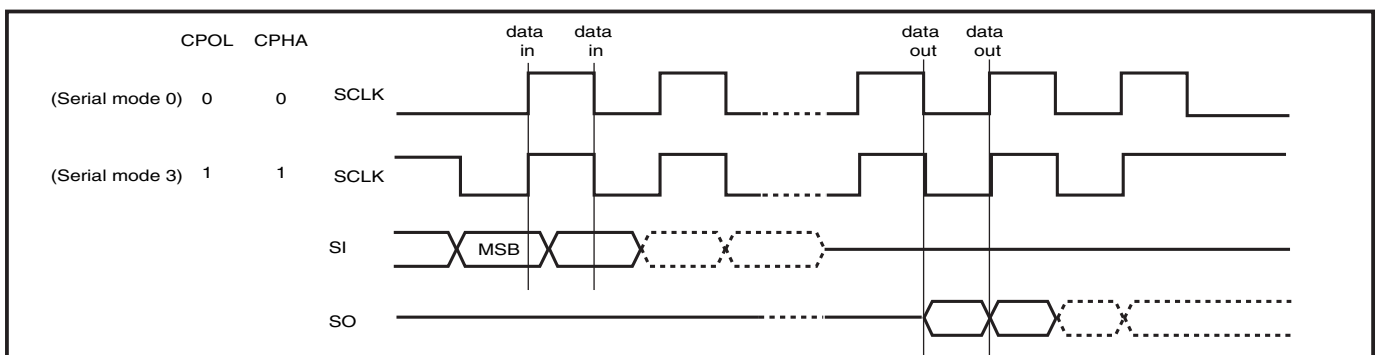 CPOL CPHA
data in
data in
data out
data out
(Serial mode 0) 0 0 SCLK
(Serial mode 3) 1 1 SCLK
SI MSB
SO